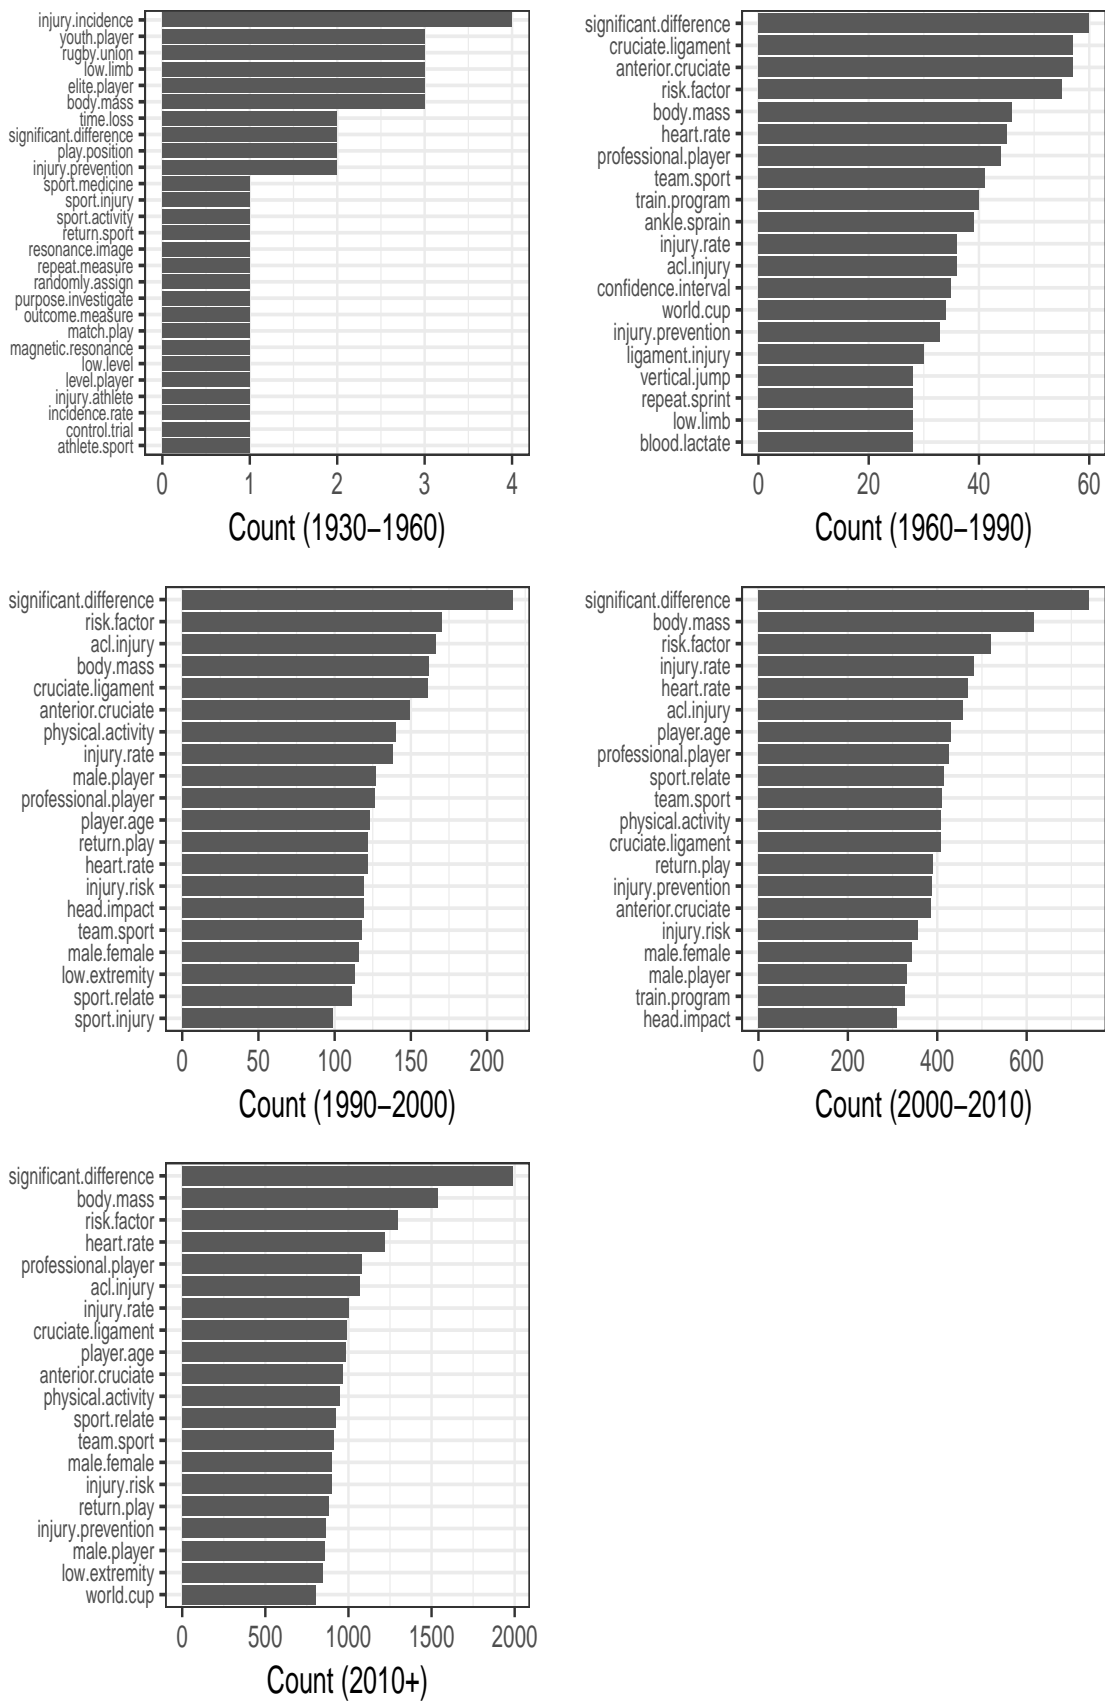 injury.incidence
youth.player
rugby.union
low.limb
elite.player
body.mass
time.loss
significant.difference
play.position
injury.prevention
sport.medicine
sport.injury
sport.activity
return.sport
resonance.image
repeat.measure
randomly.assign
purpose.investigate
outcome.measure
match.play
magnetic.resonance
low.level
level.player
injury.athlete
incidence.rate
control.trial
athlete.sport
0 1 2 3 4
Count (1930–1960)
significant.difference
cruciate.ligament
anterior.cruciate
risk.factor
body.mass
heart.rate
professional.player
team.sport
train.program
ankle.sprain
injury.rate
acl.injury
confidence.interval
world.cup
injury.prevention
ligament.injury
vertical.jump
repeat.sprint
low.limb
blood.lactate
0 20 40 60
Count (1960–1990)
significant.difference
risk.factor
acl.injury
body.mass
cruciate.ligament
anterior.cruciate
physical.activity
injury.rate
male.player
professional.player
player.age
return.play
heart.rate
injury.risk
head.impact
team.sport
male.female
low.extremity
sport.relate
sport.injury
0 50 100 150 200
Count (1990–2000)
significant.difference
body.mass
risk.factor
injury.rate
heart.rate
acl.injury
player.age
professional.player
sport.relate
team.sport
physical.activity
cruciate.ligament
return.play
injury.prevention
anterior.cruciate
injury.risk
male.female
male.player
train.program
head.impact
0 200 400 600
Count (2000–2010)
significant.difference
body.mass
risk.factor
heart.rate
professional.player
acl.injury
injury.rate
cruciate.ligament
player.age
anterior.cruciate
physical.activity
sport.relate
team.sport
male.female
injury.risk
return.play
injury.prevention
male.player
low.extremity
world.cup
0 500 1000 1500 2000
Count (2010+)